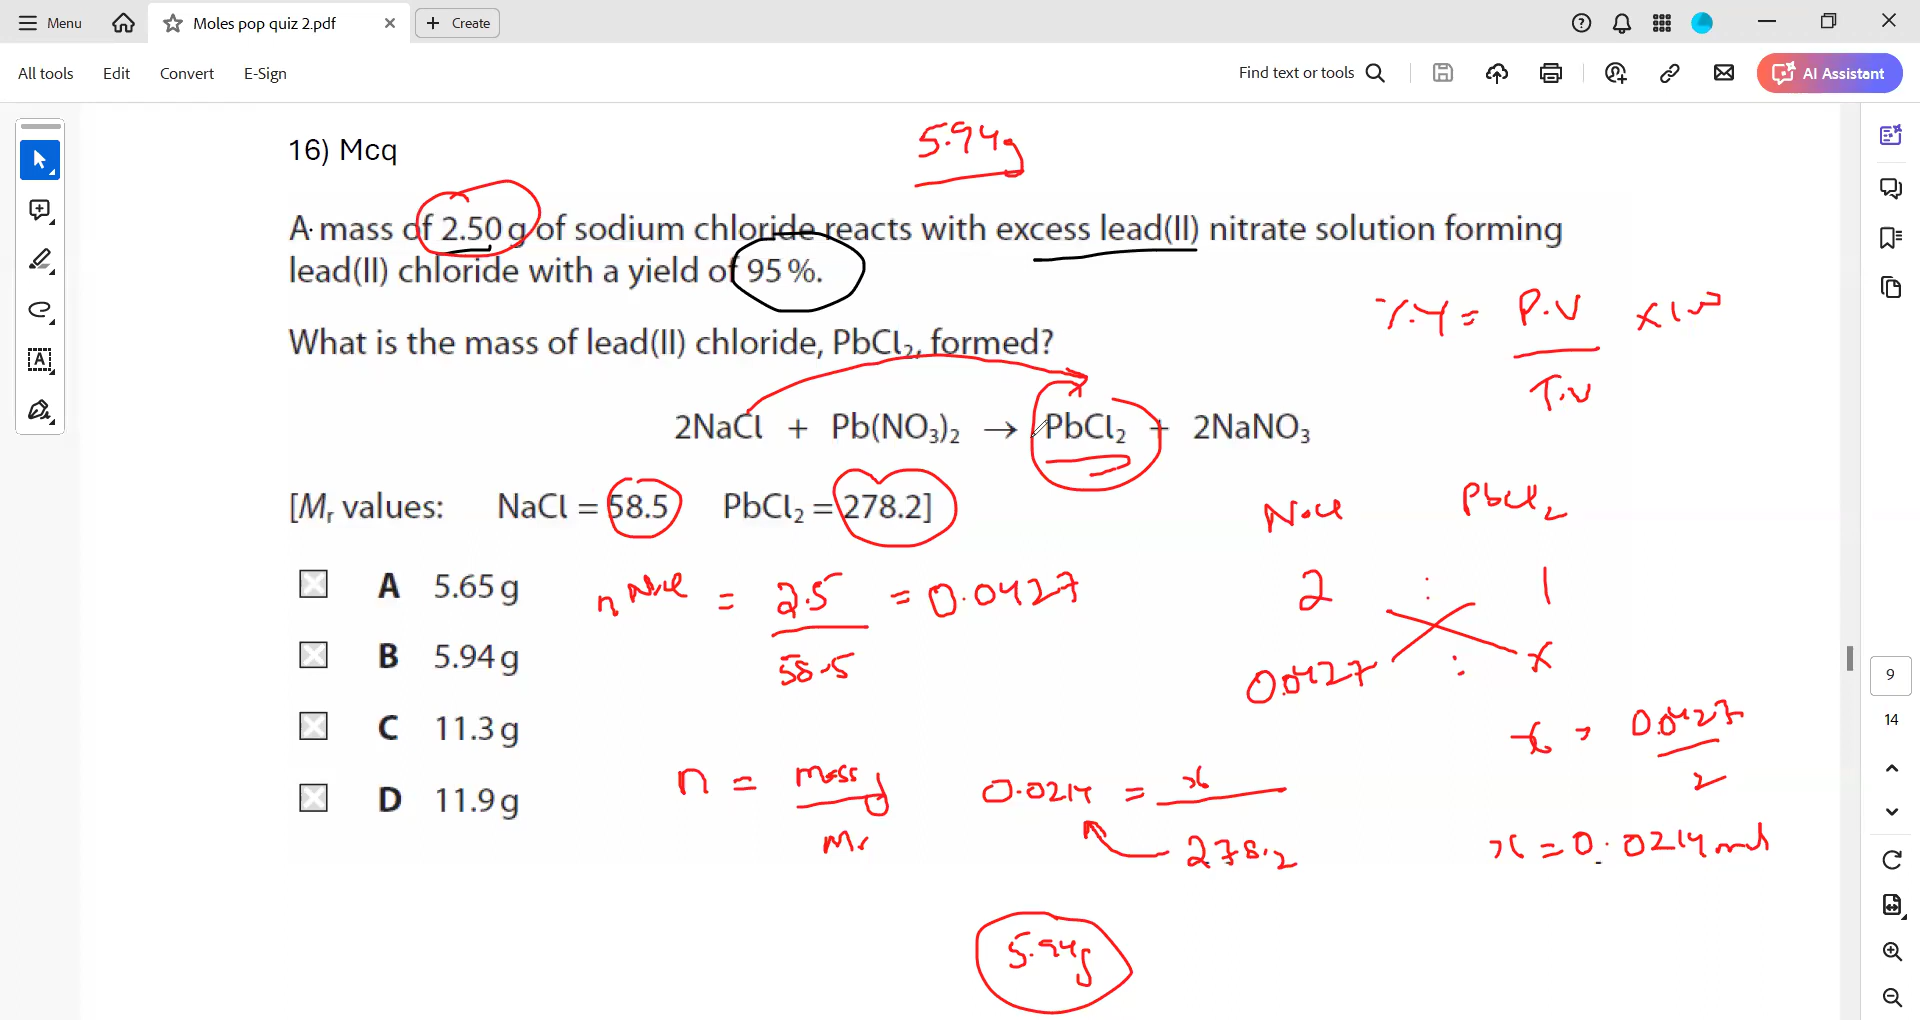 Menu
Moles pop quiz 2.pdf
+ Create
All tools Edit Convert E-Sign
Find text or tools
AI Assistant
16) Mcq
5.94g
A mass of 2.50 g of sodium chloride reacts with excess lead(II) nitrate solution forming
lead(II) chloride with a yield of 95 %.
What is the mass of lead(II) chloride, PbCl₂, formed?
%Y = P.Y / T.Y × 100
2NaCl + Pb(NO₃)₂ → PbCl₂ + 2NaNO₃
[Mᵣ values: NaCl = 58.5 PbCl₂ = 278.2]
A 5.65 g
B 5.94 g
C 11.3 g
D 11.9 g
n NaCl = 2.5 / 58.5 = 0.0427
NaCl PbCl₂
2 : 1
0.0427 : x
x = 0.0427 / 2
x = 0.0214 mol
n = mass g / Mr
0.0214 = x / 278.2
5.94g
9
14